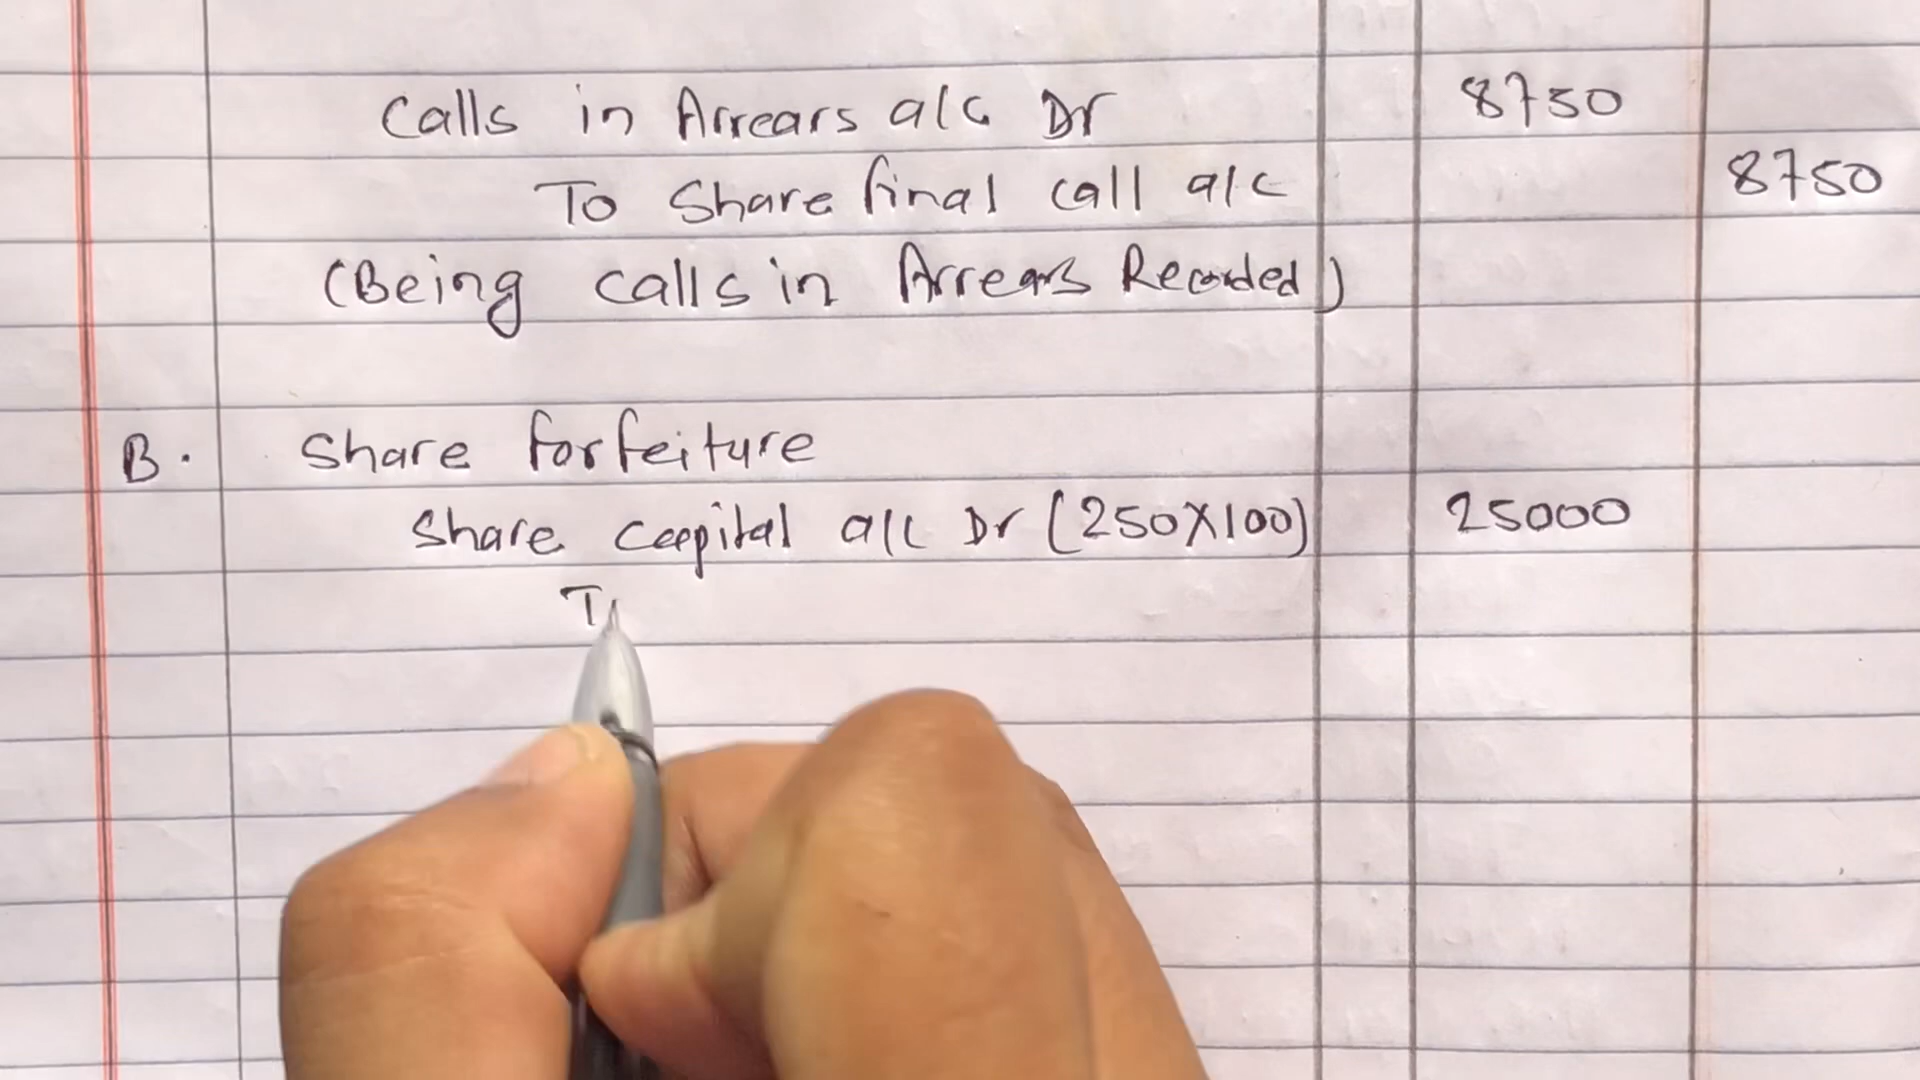 Calls in Arrears a/c Dr 8750
To Share final call a/c 8750
(Being calls in Arrears Recorded)
B. Share forfeiture
Share Capital a/c Dr (250X100) 25000
T